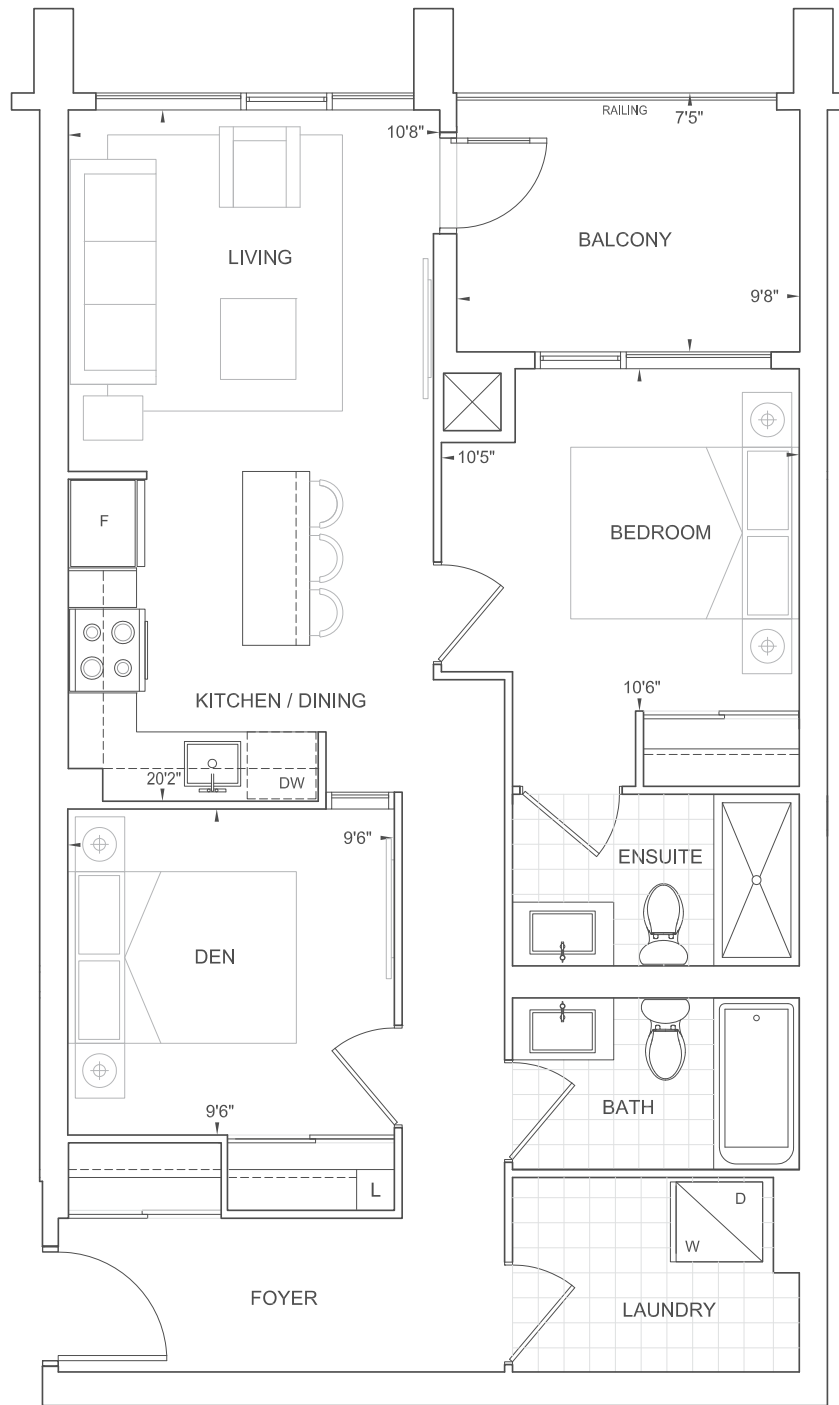 RAILING
7'5"
10'8"
BALCONY
LIVING
9'8"
10'5"
F
BEDROOM
10'6"
KITCHEN / DINING
20'2"
DW
9'6"
ENSUITE
DEN
9'6"
BATH
L
D
W
FOYER
LAUNDRY